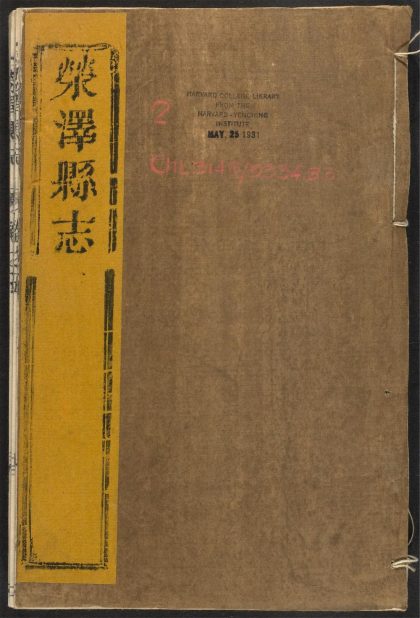 滎澤縣志
HARVARD COLLEGE LIBRARY
FROM THE
HARVARD-YENCHING
INSTITUTE
MAY 25 1931
2